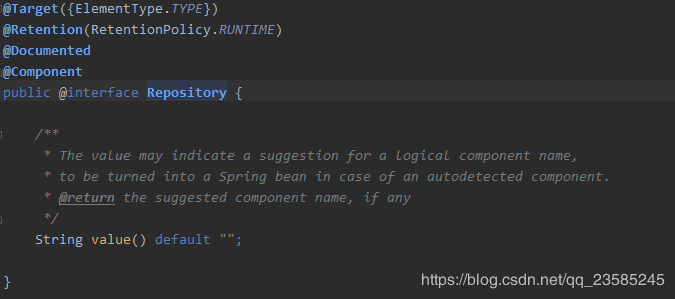 @Target({ElementType.TYPE})
@Retention(RetentionPolicy.RUNTIME)
@Documented
@Component
public @interface Repository {
/**
* The value may indicate a suggestion for a logical component name,
* to be turned into a Spring bean in case of an autodetected component.
* @return the suggested component name, if any
*/
String value() default "";
}
https://blog.csdn.net/qq_23585245